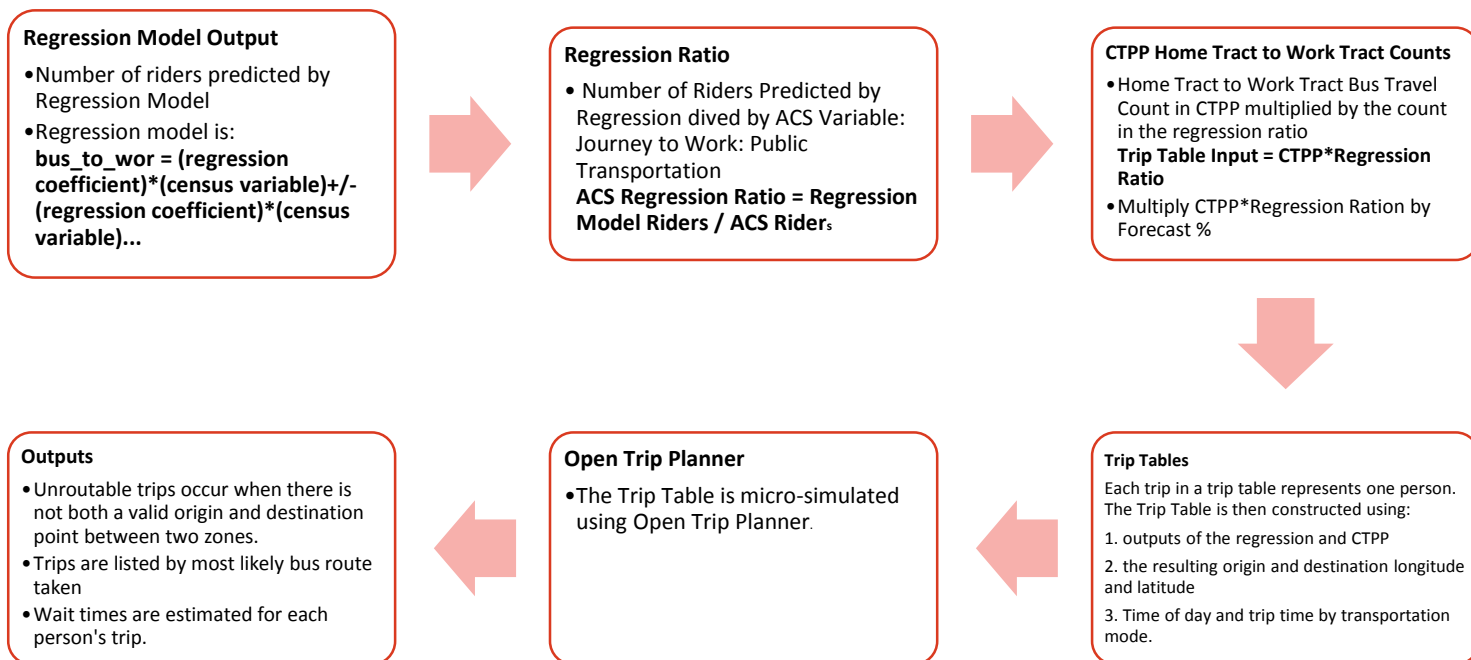 Regression Model Output
•Number of riders predicted by
Regression Model
•Regression model is:
bus_to_wor = (regression
coefficient)*(census variable)+/-
(regression coefficient)*(census
variable)...
Regression Ratio
• Number of Riders Predicted by
Regression dived by ACS Variable:
Journey to Work: Public
Transportation
ACS Regression Ratio = Regression
Model Riders / ACS Riders
CTPP Home Tract to Work Tract Counts
•Home Tract to Work Tract Bus Travel
Count in CTPP multiplied by the count
in the regression ratio
Trip Table Input = CTPP*Regression
Ratio
•Multiply CTPP*Regression Ration by
Forecast %
Trip Tables
Each trip in a trip table represents one person.
The Trip Table is then constructed using:
1. outputs of the regression and CTPP
2. the resulting origin and destination longitude
and latitude
3. Time of day and trip time by transportation
mode.
Open Trip Planner
•The Trip Table is micro-simulated
using Open Trip Planner.
Outputs
•Unroutable trips occur when there is
not both a valid origin and destination
point between two zones.
•Trips are listed by most likely bus route
taken
•Wait times are estimated for each
person's trip.